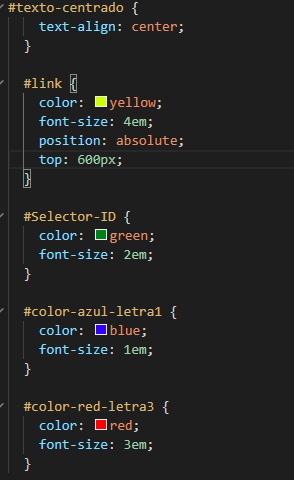 #texto-centrado {
text-align: center;
}
#link {
color: yellow;
font-size: 4em;
position: absolute;
top: 600px;
}
#Selector-ID {
color: green;
font-size: 2em;
}
#color-azul-letra1 {
color: blue;
font-size: 1em;
}
#color-red-letra3 {
color: red;
font-size: 3em;
}